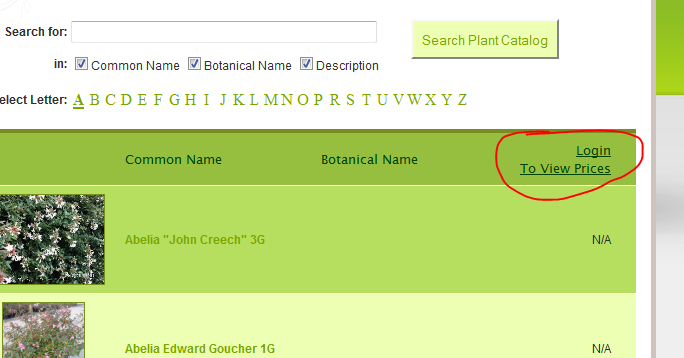 Search for:
Search Plant Catalog
in: Common Name Botanical Name Description
elect Letter: A B C D E F G H I J K L M N O P R S T U V W X Y Z
Common Name Botanical Name Login
To View Prices
Abelia "John Creech" 3G N/A
Abelia Edward Goucher 1G N/A